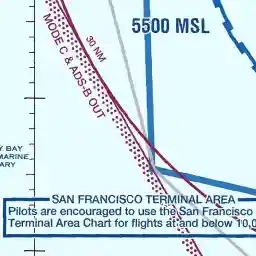 5500 MSL
30 NM
MODE C & ADS-B OUT
Y BAY
MARINE
ARY
SAN FRANCISCO TERMINAL AREA
Pilots are encouraged to use the San Francisco
Terminal Area Chart for flights at and below 10,0